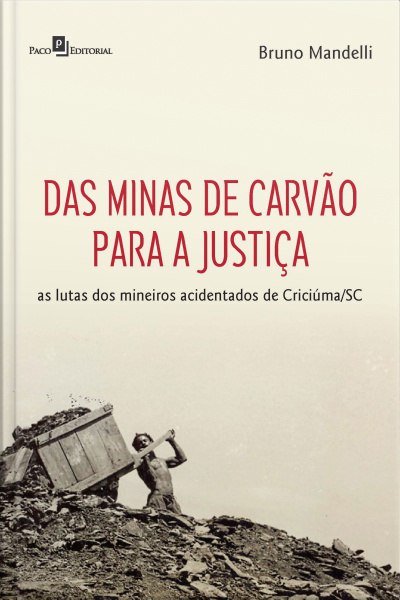 PACO P EDITORIAL
Bruno Mandelli
DAS MINAS DE CARVÃO
PARA A JUSTIÇA
as lutas dos mineiros acidentados de Criciúma/SC